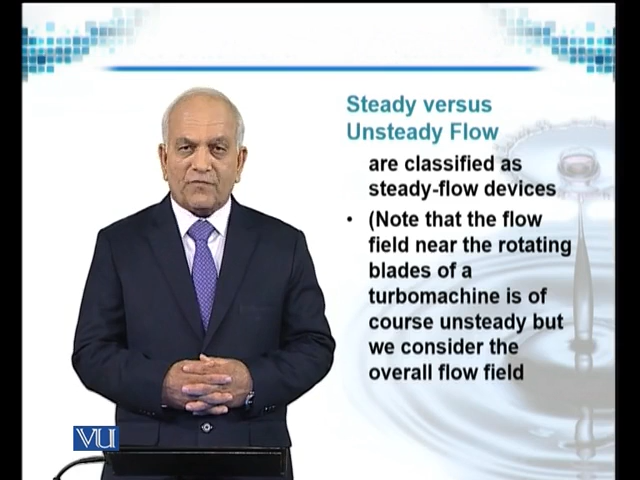 Steady versus
Unsteady Flow
are classified as
steady-flow devices
• (Note that the flow
field near the rotating
blades of a
turbomachine is of
course unsteady but
we consider the
overall flow field
VU